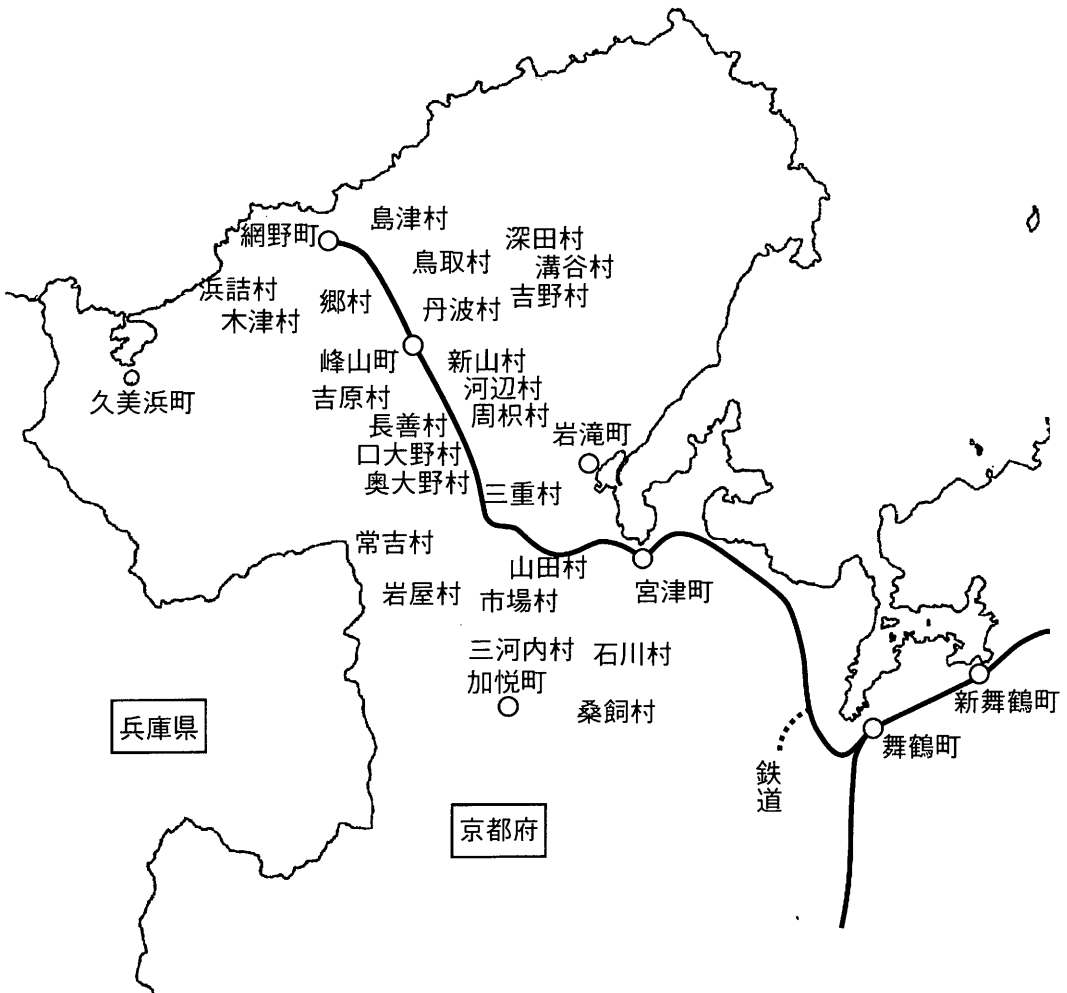 島津村
網野町
深田村
鳥取村
溝谷村
浜詰村
郷村
吉野村
丹波村
木津村
峰山町
新山村
河辺村
久美浜町
吉原村
周枳村
長善村
岩滝町
口大野村
奥大野村
三重村
常吉村
山田村
岩屋村
市場村
宮津町
三河内村
石川村
加悦町
桑飼村
新舞鶴町
兵庫県
舞鶴町
鉄道
京都府